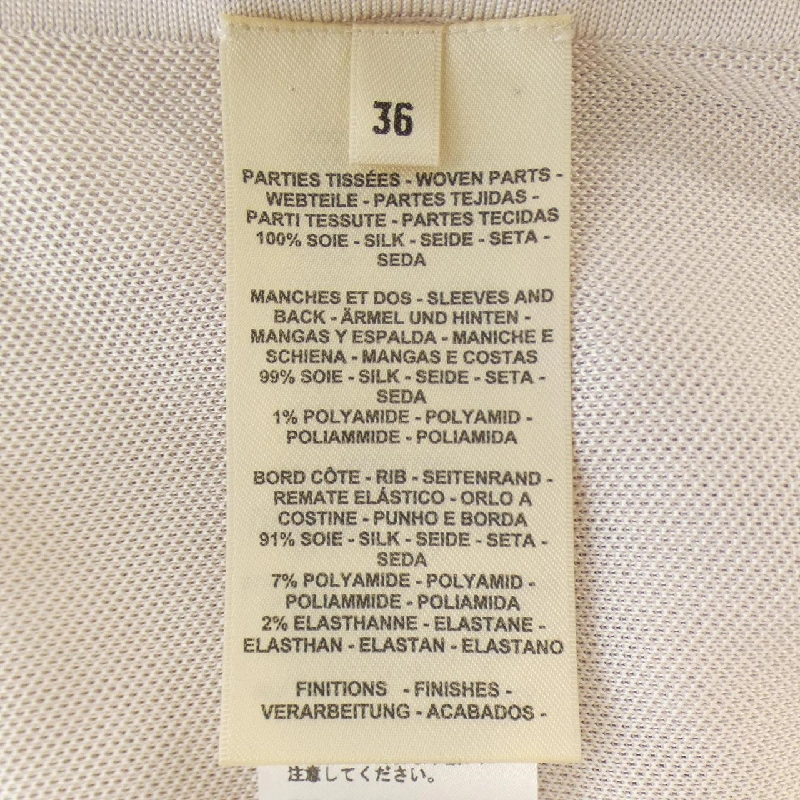 36
PARTIES TISSÉES - WOVEN PARTS -
WEBTEILE - PARTES TEJIDAS -
PARTI TESSUTE - PARTES TECIDAS
100% SOIE - SILK - SEIDE - SETA -
SEDA
MANCHES ET DOS - SLEEVES AND
BACK - ÄRMEL UND HINTEN -
MANGAS Y ESPALDA - MANICHE E
SCHIENA - MANGAS E COSTAS
99% SOIE - SILK - SEIDE - SETA -
SEDA
1% POLYAMIDE - POLYAMID -
POLIAMMIDE - POLIAMIDA
BORD CÔTE - RIB - SEITENRAND -
REMATE ELÁSTICO - ORLO A
COSTINE - PUNHO E BORDA
91% SOIE - SILK - SEIDE - SETA -
SEDA
7% POLYAMIDE - POLYAMID -
POLIAMMIDE - POLIAMIDA
2% ELASTHANNE - ELASTANE -
ELASTHAN - ELASTAN - ELASTANO
FINITIONS - FINISHES -
VERARBEITUNG - ACABADOS -
注意してください。